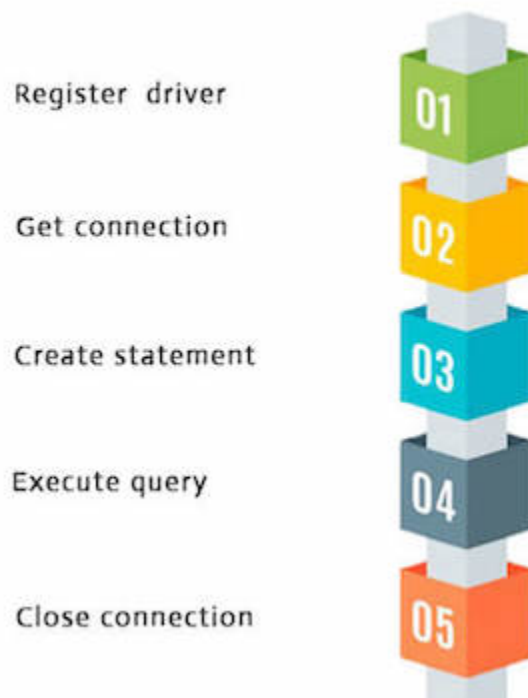 Register driver
01
Get connection
02
Create statement
03
Execute query
04
Close connection
05